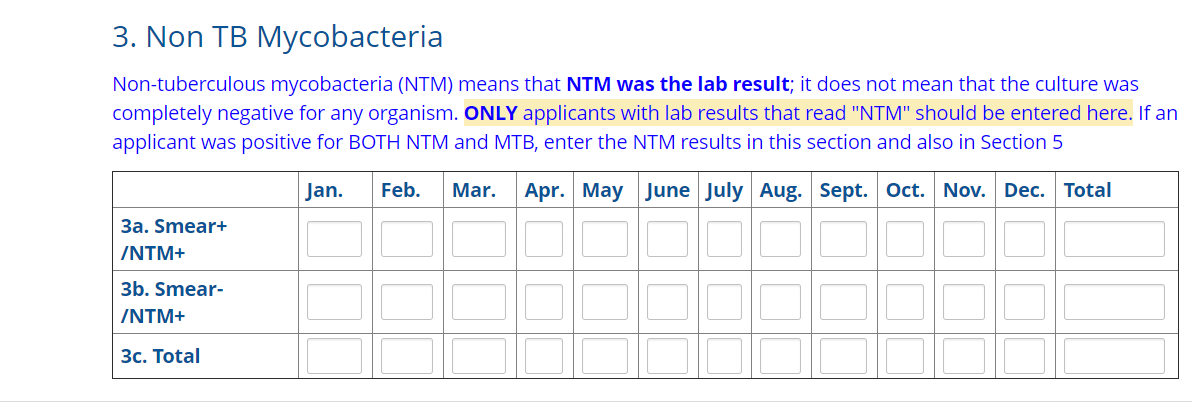 3. Non TB Mycobacteria
Non-tuberculous mycobacteria (NTM) means that NTM was the lab result; it does not mean that the culture was
completely negative for any organism. ONLY applicants with lab results that read "NTM" should be entered here. If an
applicant was positive for BOTH NTM and MTB, enter the NTM results in this section and also in Section 5
Jan. Feb. Mar. Apr. May June July Aug. Sept. Oct. Nov. Dec. Total
3a. Smear+
/NTM+
3b. Smear-
/NTM+
3c. Total